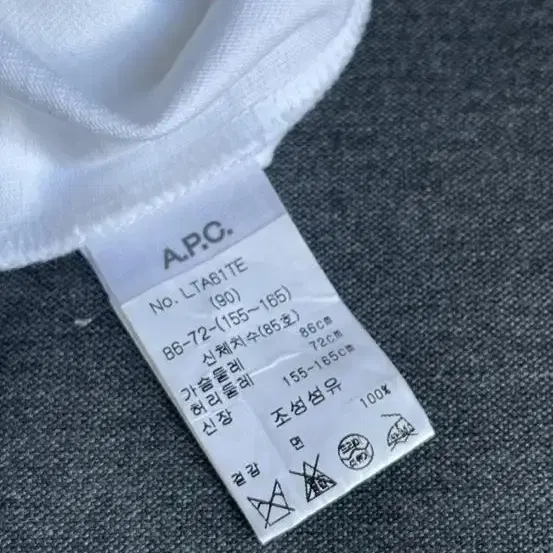 A.P.C.
No. LTA61TE
(90)
86-72-(155~165)
신체치수(85호)
가슴둘레 86cm
허리둘레 72cm
신장 155-165cm
조성섬유
겉감 면 100%